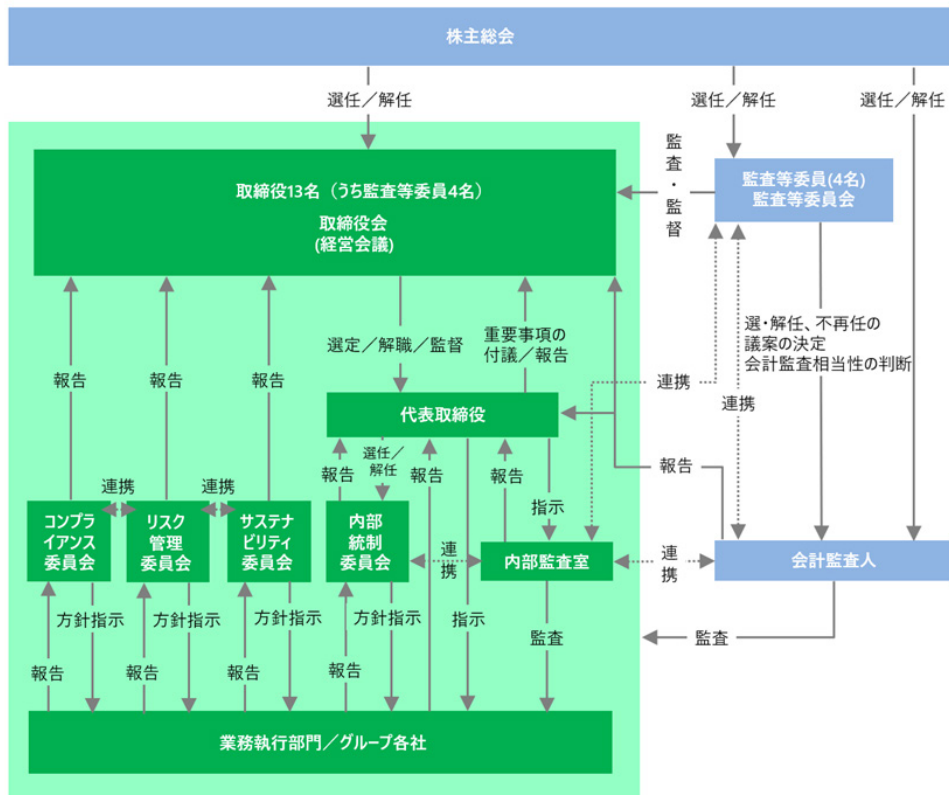 株主総会
選任／解任
選任／解任
選任／解任
取締役13名（うち監査等委員4名）
取締役会
(経営会議)
監査・監督
監査等委員(4名)
監査等委員会
報告
報告
報告
選定／解職／監督
重要事項の
付議／報告
選・解任、不再任の
議案の決定
会計監査相当性の判断
連携
連携
代表取締役
報告
選任／
解任
報告
報告
指示
報告
連携
連携
コンプラ
イアンス
委員会
リスク
管理
委員会
サステナ
ビリティ
委員会
内部
統制
委員会
連携
内部監査室
連携
会計監査人
方針指示
方針指示
方針指示
方針指示
指示
監査
監査
報告
報告
報告
報告
業務執行部門／グループ各社